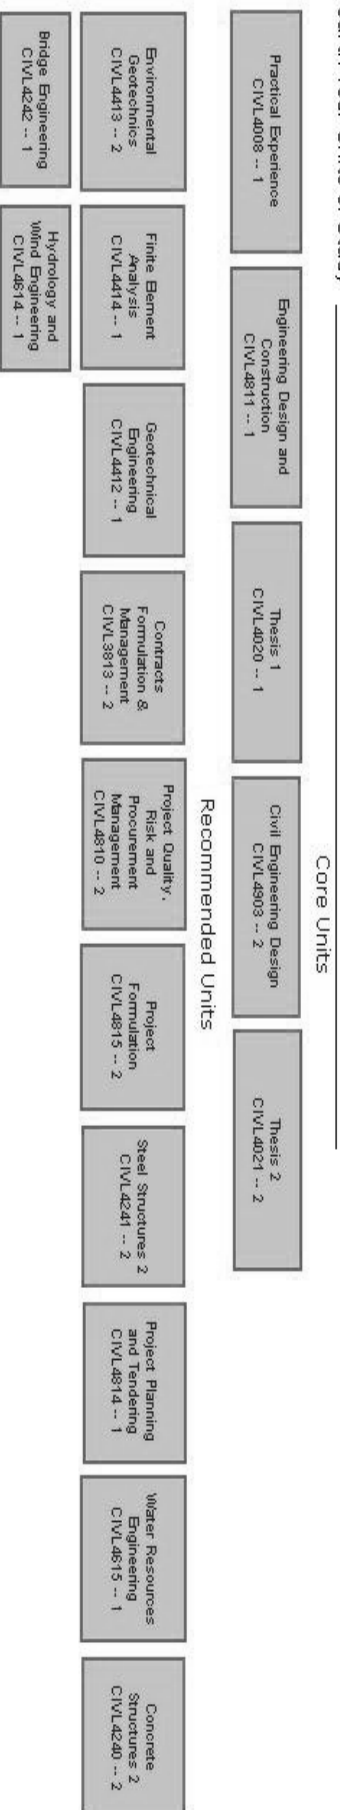 Core Units
Practical Experience
CIVL4008 -- 1
Engineering Design and
Construction
CIVL4811 -- 1
Thesis 1
CIVL4020 -- 1
Civil Engineering Design
CIVL4903 -- 2
Thesis 2
CIVL4021 -- 2
Recommended Units
Environmental
Geotechnics
CIVL4413 -- 2
Finite Element
Analysis
CIVL4414 -- 1
Geotechnical
Engineering
CIVL4412 -- 1
Contracts
Formulation &
Management
CIVL3813 -- 2
Project Quality,
Risk and
Procurement
Management
CIVL4810 -- 2
Project
Formulation
CIVL4815 -- 2
Steel Structures 2
CIVL4241 -- 2
Project Planning
and Tendering
CIVL4814 -- 1
Water Resources
Engineering
CIVL4615 -- 1
Concrete
Structures 2
CIVL4240 -- 2
Bridge Engineering
CIVL4242 -- 1
Hydrology and
Wind Engineering
CIVL4614 -- 1